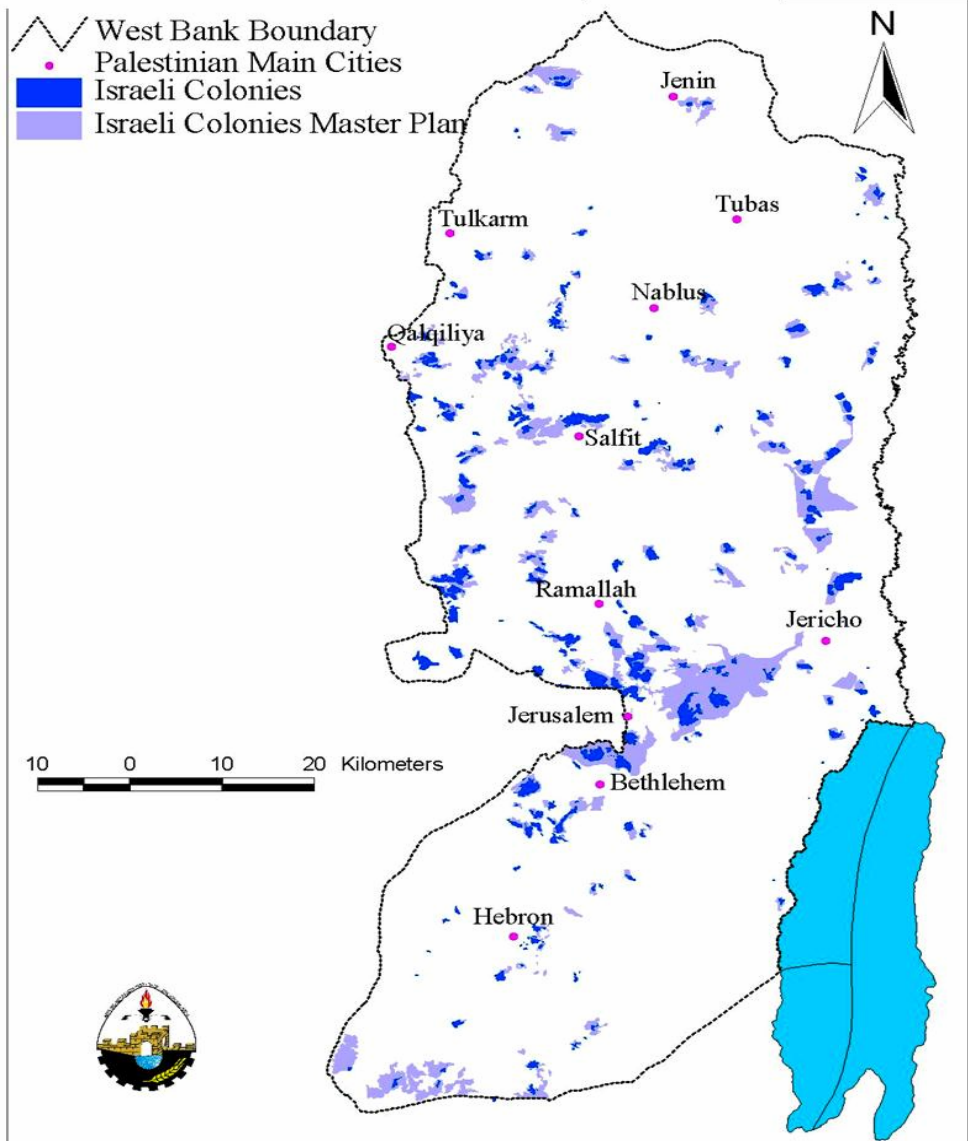 West Bank Boundary
Palestinian Main Cities
Israeli Colonies
Israeli Colonies Master Plan
N
Jenin
Tubas
Tulkarm
Nablus
Qalqiliya
Salfit
Ramallah
Jericho
Jerusalem
10 0 10 20 Kilometers
Bethlehem
Hebron